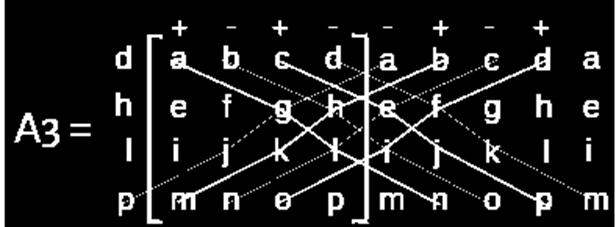 + - + - - + - +
d [ a b c d ] a b c d a
h e f g h e f g h e
A3 = l i j k l i j k l i
p m n o p m n o p m